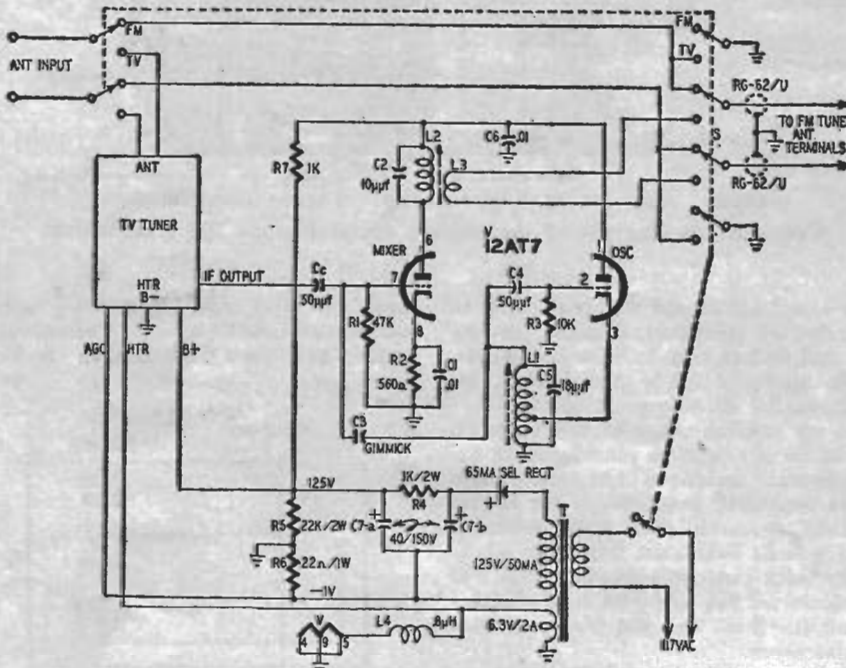 FM
TV
ANT INPUT
FM
TV
RG-62/U
TO FM TUNE
ANT.
TERMINALS
S
RG-62/U
ANT
TV TUNER
HTR
B-
IF OUTPUT
AGC
HTR
B+
R7
1K
C2
10µµf
L2
L3
C6
.01
MIXER
6
7
8
V
12AT7
1
OSC
2
3
Cc
50µµf
R1
47K
R2
560Ω
C1
.01
C4
50µµf
R3
10K
L1
C5
18µµf
C3
GIMMICK
125V
1K/2W
R4
65MA SEL RECT
+
R5
22K/2W
+
C7-a
40/150V
+
C7-b
R6
22Ω/1W
-1V
T
125V/50MA
6.3V/2A
V
4
9
5
L4
.8µH
117VAC